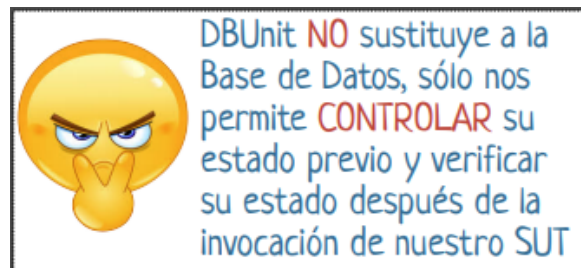 DBUnit NO sustituye a la
Base de Datos, sólo nos
permite CONTROLAR su
estado previo y verificar
su estado después de la
invocación de nuestro SUT